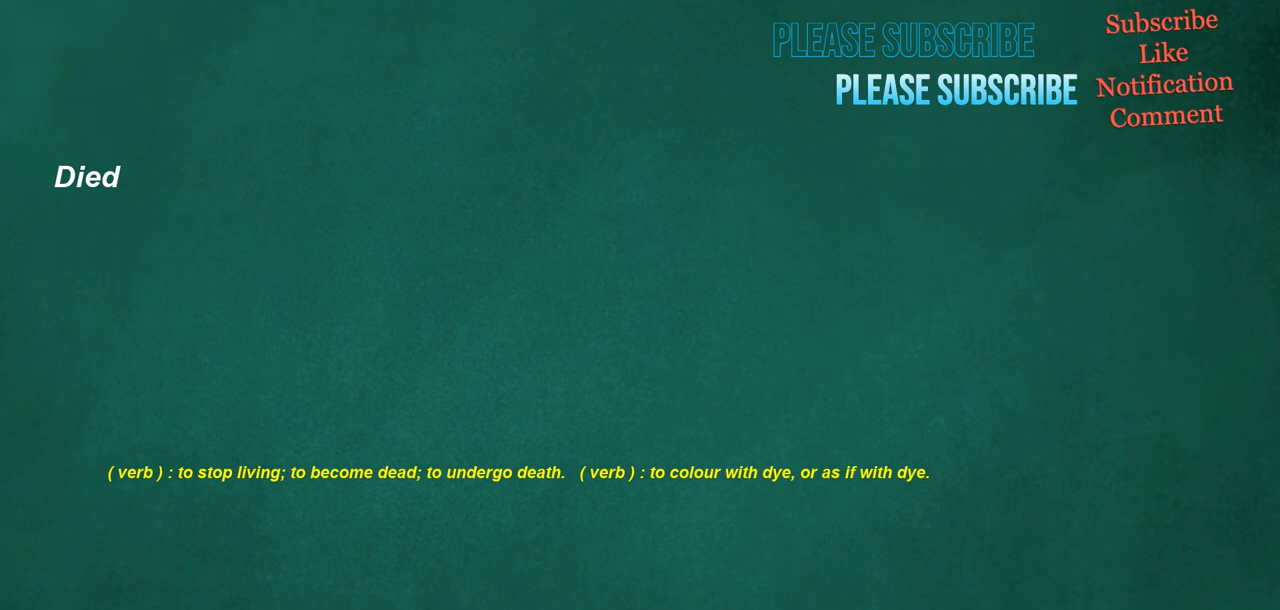 PLEASE SUBSCRIBE
PLEASE SUBSCRIBE
Subscribe
Like
Notification
Comment
Died
( verb ) : to stop living; to become dead; to undergo death.   ( verb ) : to colour with dye, or as if with dye.